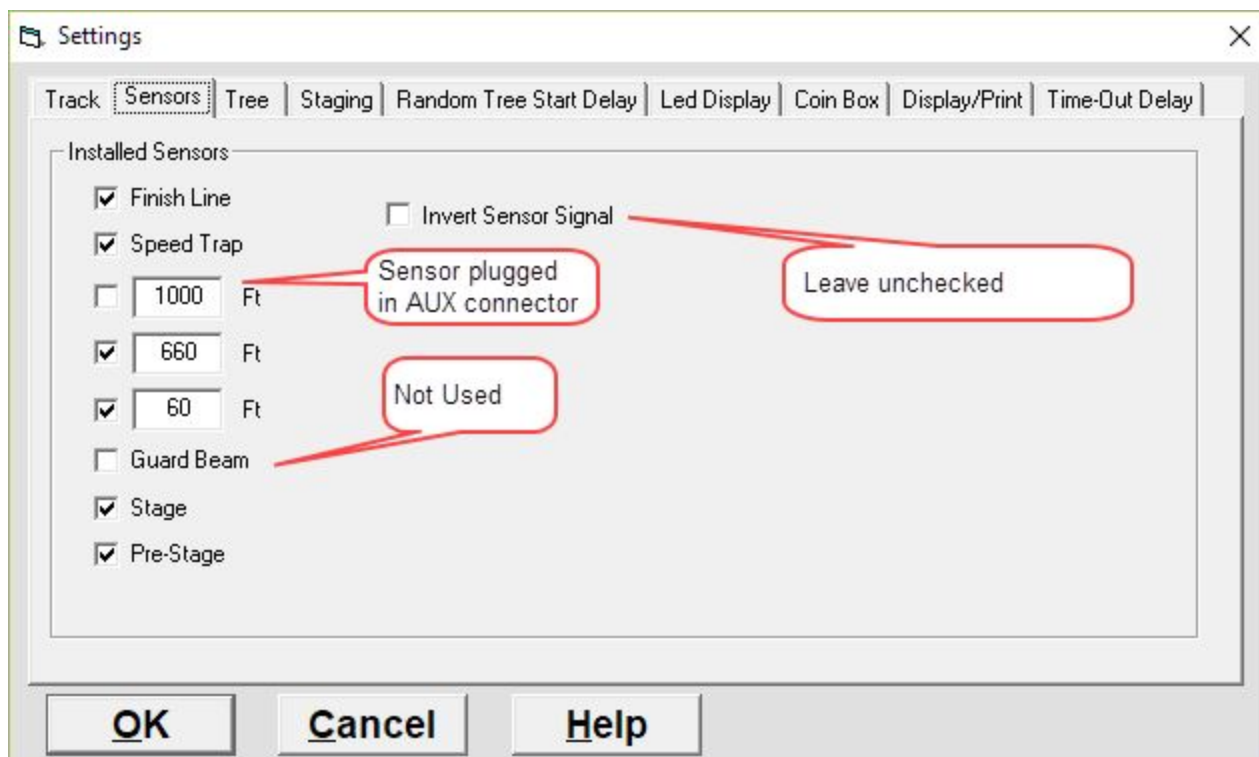 Settings
Track Sensors Tree Staging Random Tree Start Delay Led Display Coin Box Display/Print Time-Out Delay
Installed Sensors
Finish Line
Invert Sensor Signal
Speed Trap
Sensor plugged
in AUX connector
Leave unchecked
1000 Ft
660 Ft
60 Ft
Not Used
Guard Beam
Stage
Pre-Stage
OK Cancel Help